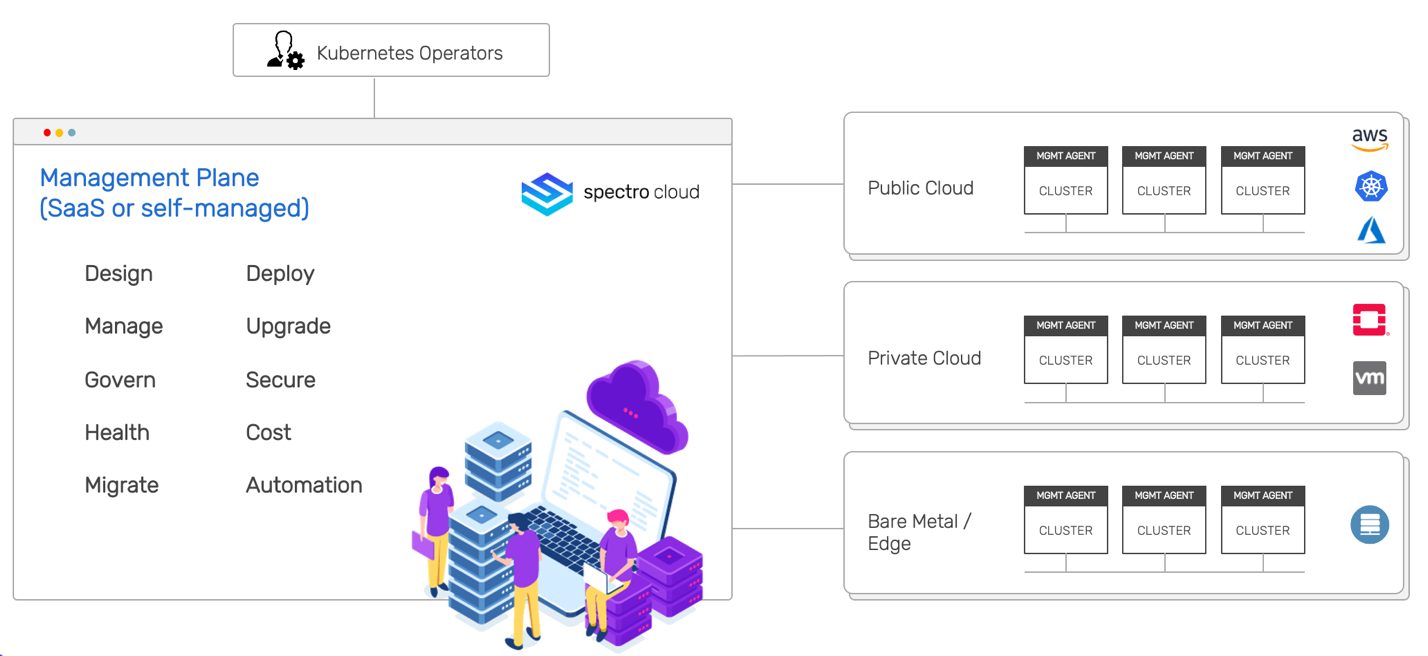 Kubernetes Operators
Management Plane
(SaaS or self-managed)
spectro cloud
Design Deploy
Manage Upgrade
Govern Secure
Health Cost
Migrate Automation
Public Cloud
MGMT AGENT MGMT AGENT MGMT AGENT
CLUSTER CLUSTER CLUSTER
aws
Private Cloud
MGMT AGENT MGMT AGENT MGMT AGENT
CLUSTER CLUSTER CLUSTER
vm
Bare Metal /
Edge
MGMT AGENT MGMT AGENT MGMT AGENT
CLUSTER CLUSTER CLUSTER